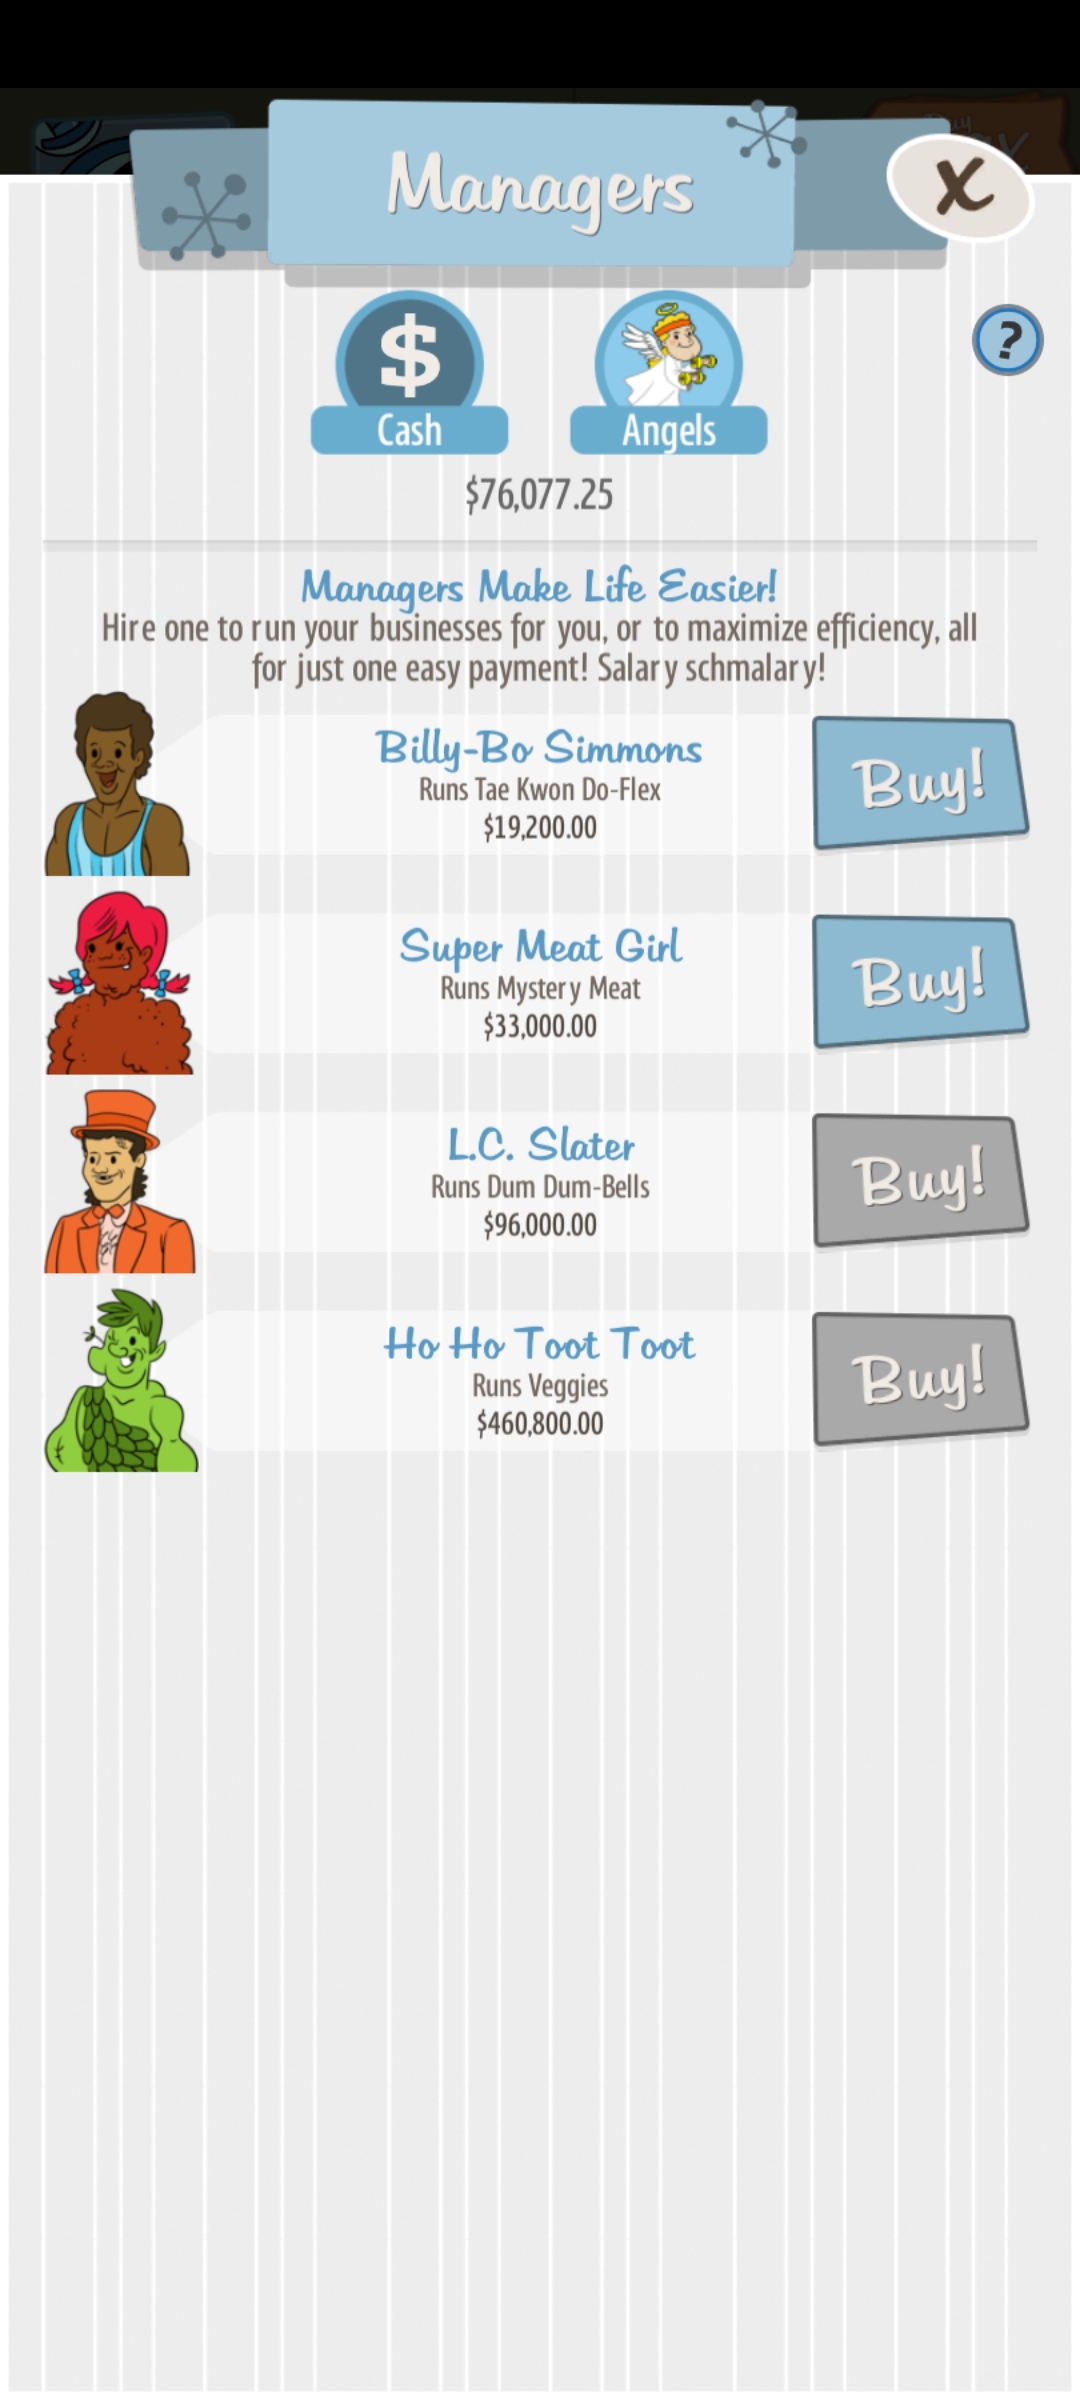 Managers
X
$
Cash
Angels
?
$76,077.25
Managers Make Life Easier!
Hire one to run your businesses for you, or to maximize efficiency, all
for just one easy payment! Salary schmalary!
Billy-Bo Simmons
Runs Tae Kwon Do-Flex
$19,200.00
Buy!
Super Meat Girl
Runs Mystery Meat
$33,000.00
Buy!
L.C. Slater
Runs Dum Dum-Bells
$96,000.00
Buy!
Ho Ho Toot Toot
Runs Veggies
$460,800.00
Buy!